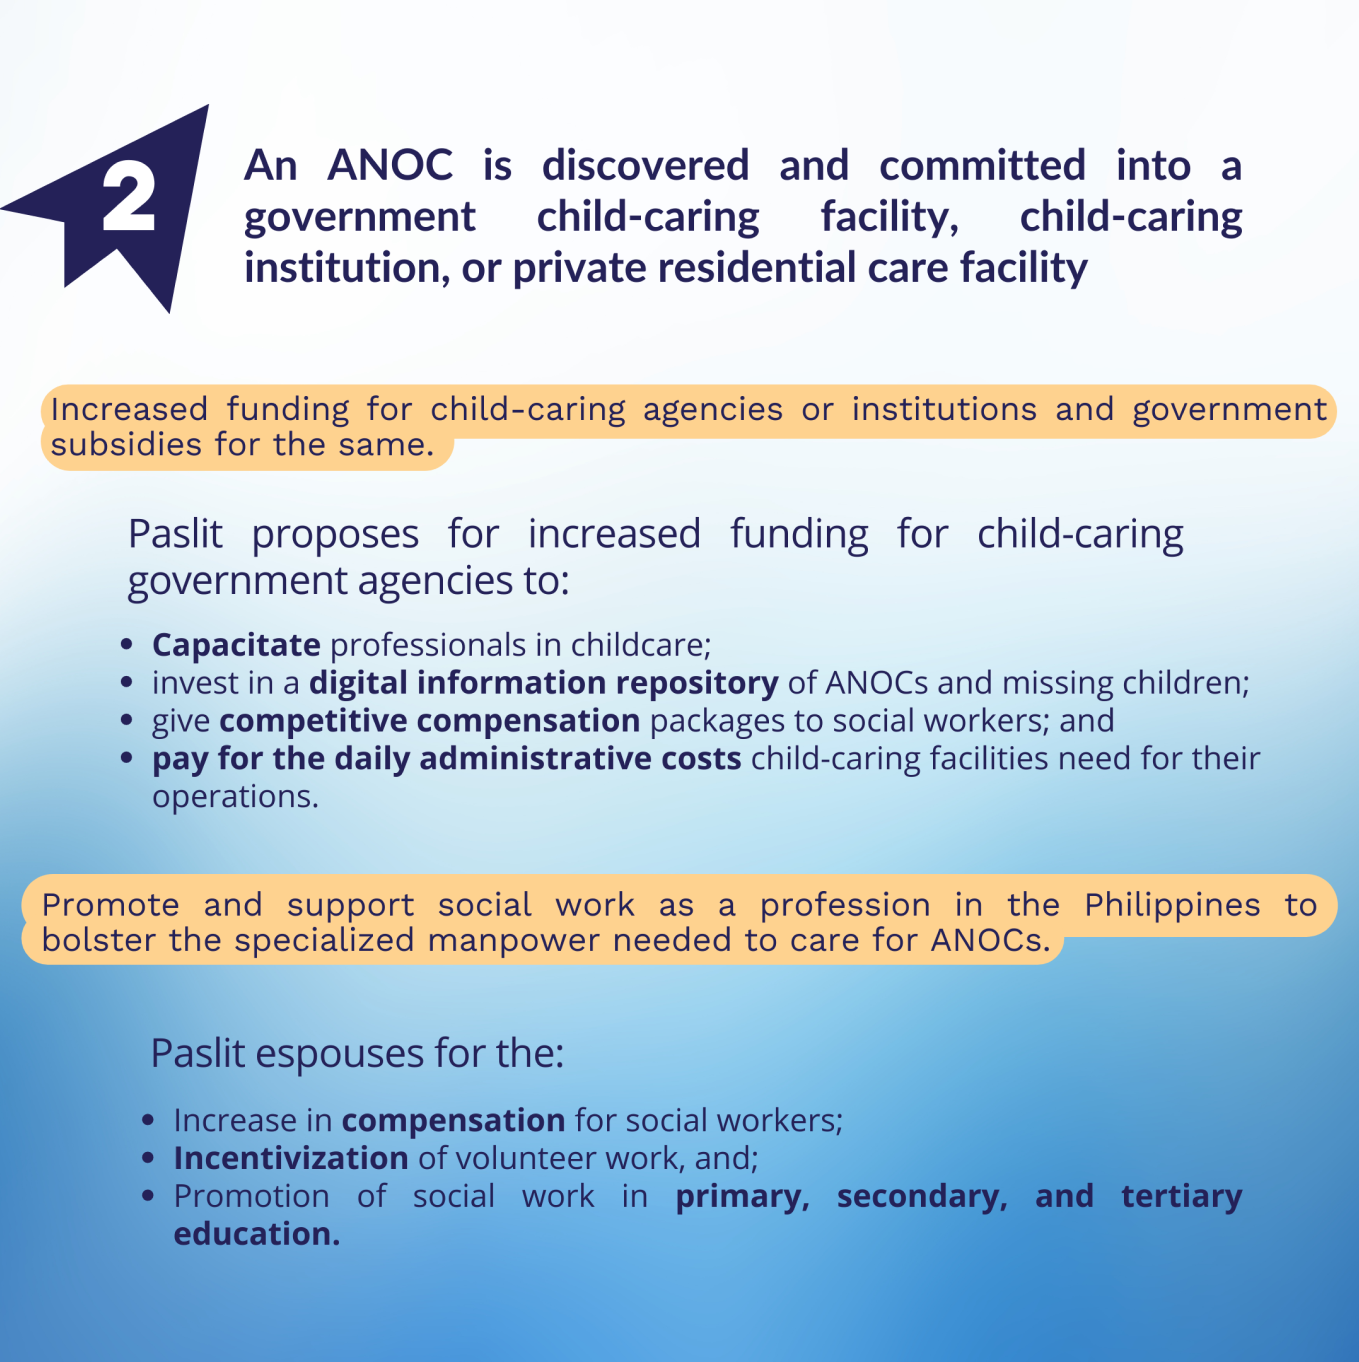 2
An ANOC is discovered and committed into a
government child-caring facility, child-caring
institution, or private residential care facility
Increased funding for child-caring agencies or institutions and government
subsidies for the same.
Paslit proposes for increased funding for child-caring
government agencies to:
• Capacitate professionals in childcare;
• invest in a digital information repository of ANOCs and missing children;
• give competitive compensation packages to social workers; and
• pay for the daily administrative costs child-caring facilities need for their
operations.
Promote and support social work as a profession in the Philippines to
bolster the specialized manpower needed to care for ANOCs.
Paslit espouses for the:
• Increase in compensation for social workers;
• Incentivization of volunteer work, and;
• Promotion of social work in primary, secondary, and tertiary
education.